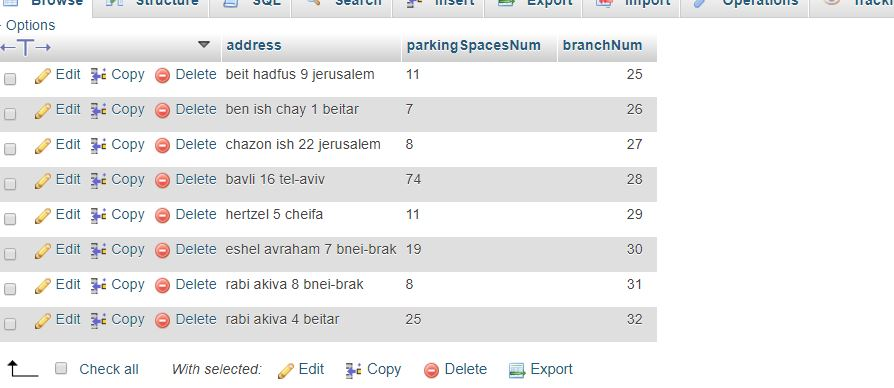 Browse Structure SQL Search Insert Export Import Operations
Options
address parkingSpacesNum branchNum
Edit Copy Delete beit hadfus 9 jerusalem 11 25
Edit Copy Delete ben ish chay 1 beitar 7 26
Edit Copy Delete chazon ish 22 jerusalem 8 27
Edit Copy Delete bavli 16 tel-aviv 74 28
Edit Copy Delete hertzel 5 cheifa 11 29
Edit Copy Delete eshel avraham 7 bnei-brak 19 30
Edit Copy Delete rabi akiva 8 bnei-brak 8 31
Edit Copy Delete rabi akiva 4 beitar 25 32
Check all With selected: Edit Copy Delete Export